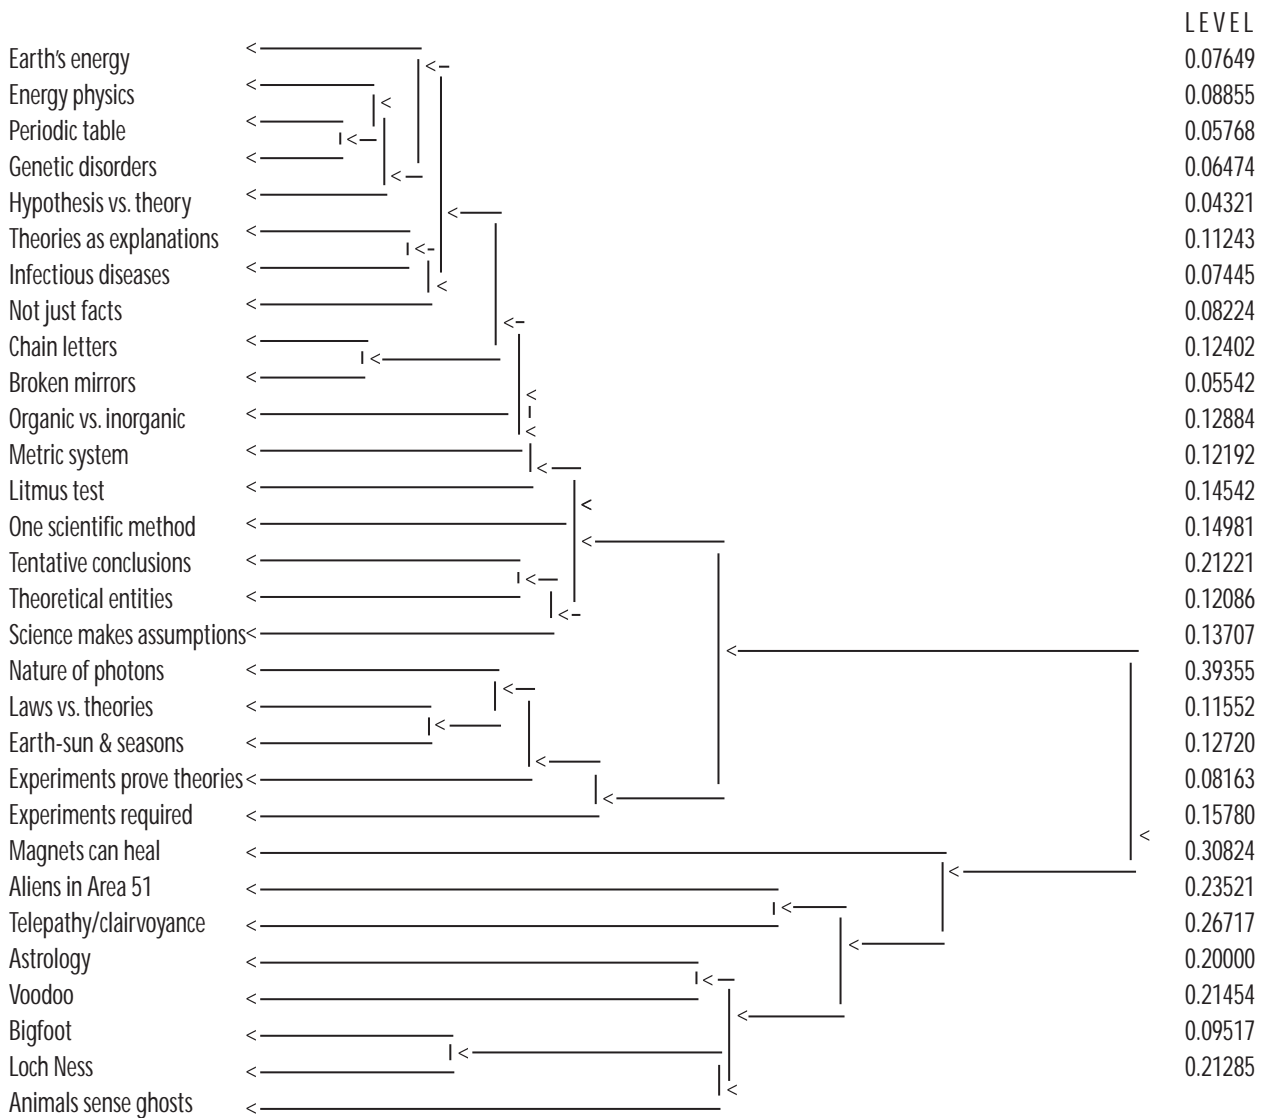 LEVEL
Earth's energy 0.07649
Energy physics 0.08855
Periodic table 0.05768
Genetic disorders 0.06474
Hypothesis vs. theory 0.04321
Theories as explanations 0.11243
Infectious diseases 0.07445
Not just facts 0.08224
Chain letters 0.12402
Broken mirrors 0.05542
Organic vs. inorganic 0.12884
Metric system 0.12192
Litmus test 0.14542
One scientific method 0.14981
Tentative conclusions 0.21221
Theoretical entities 0.12086
Science makes assumptions 0.13707
Nature of photons 0.39355
Laws vs. theories 0.11552
Earth-sun & seasons 0.12720
Experiments prove theories 0.08163
Experiments required 0.15780
Magnets can heal 0.30824
Aliens in Area 51 0.23521
Telepathy/clairvoyance 0.26717
Astrology 0.20000
Voodoo 0.21454
Bigfoot 0.09517
Loch Ness 0.21285
Animals sense ghosts